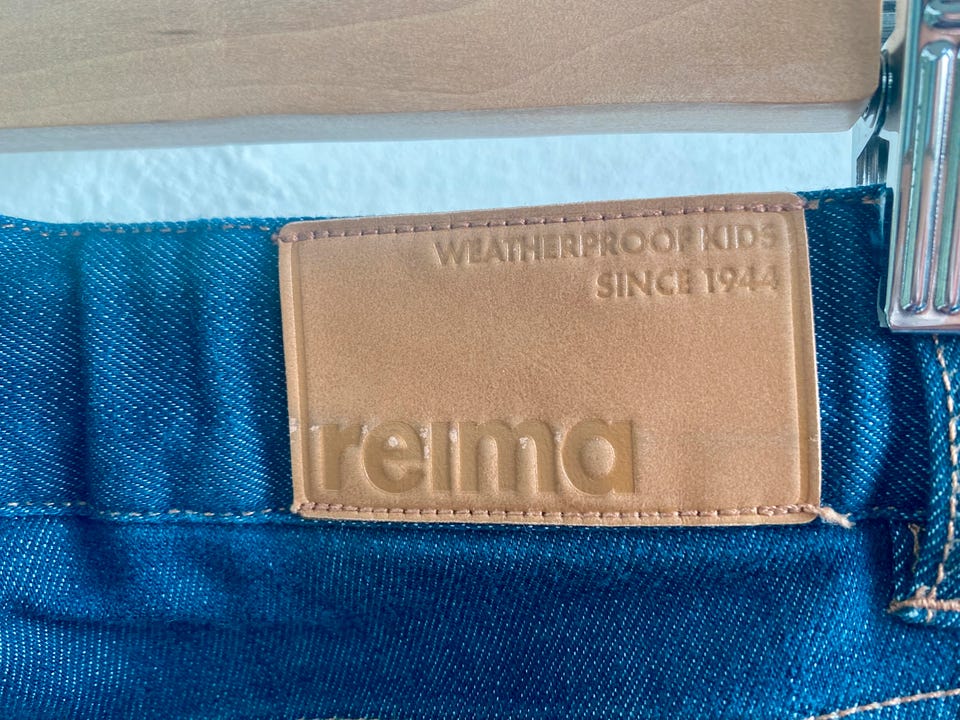 WEATHERPROOF KIDS
SINCE 1944
reima